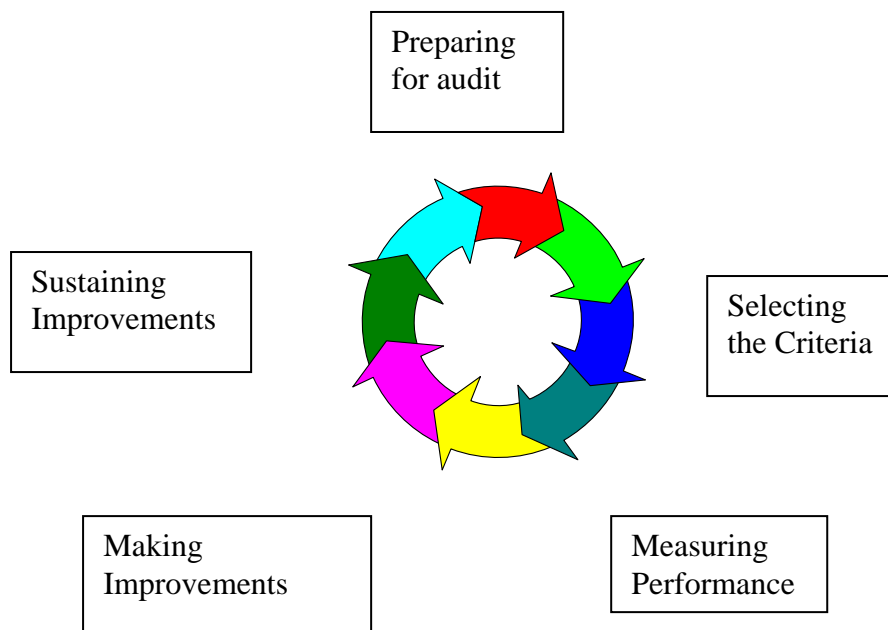 Preparing
for audit
Sustaining
Improvements
Selecting
the Criteria
Making
Improvements
Measuring
Performance